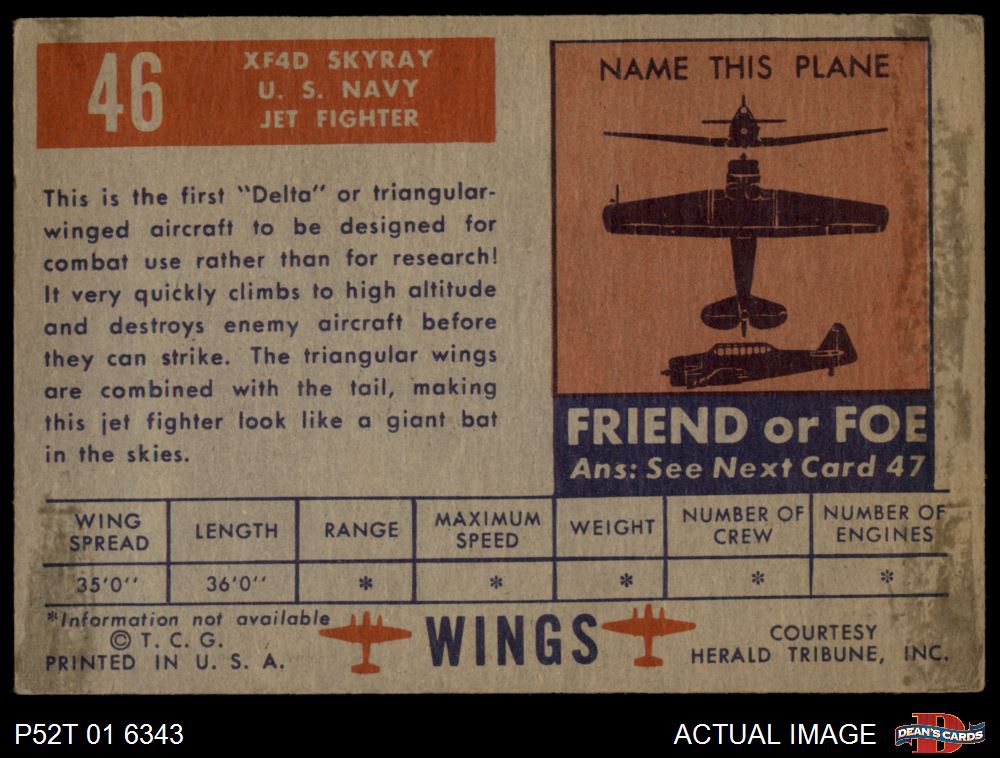 46
XF4D SKYRAY
U. S. NAVY
JET FIGHTER
This is the first "Delta" or triangular-
winged aircraft to be designed for
combat use rather than for research!
It very quickly climbs to high altitude
and destroys enemy aircraft before
they can strike. The triangular wings
are combined with the tail, making
this jet fighter look like a giant bat
in the skies.
NAME THIS PLANE
FRIEND or FOE
Ans: See Next Card 47
WING SPREAD LENGTH RANGE MAXIMUM SPEED WEIGHT NUMBER OF CREW NUMBER OF ENGINES
35'0'' 36'0'' * * * * *
*Information not available
© T. C. G.
PRINTED IN U. S. A.
WINGS
COURTESY
HERALD TRIBUNE, INC.
P52T 01 6343
ACTUAL IMAGE
D
DEAN'S CARDS